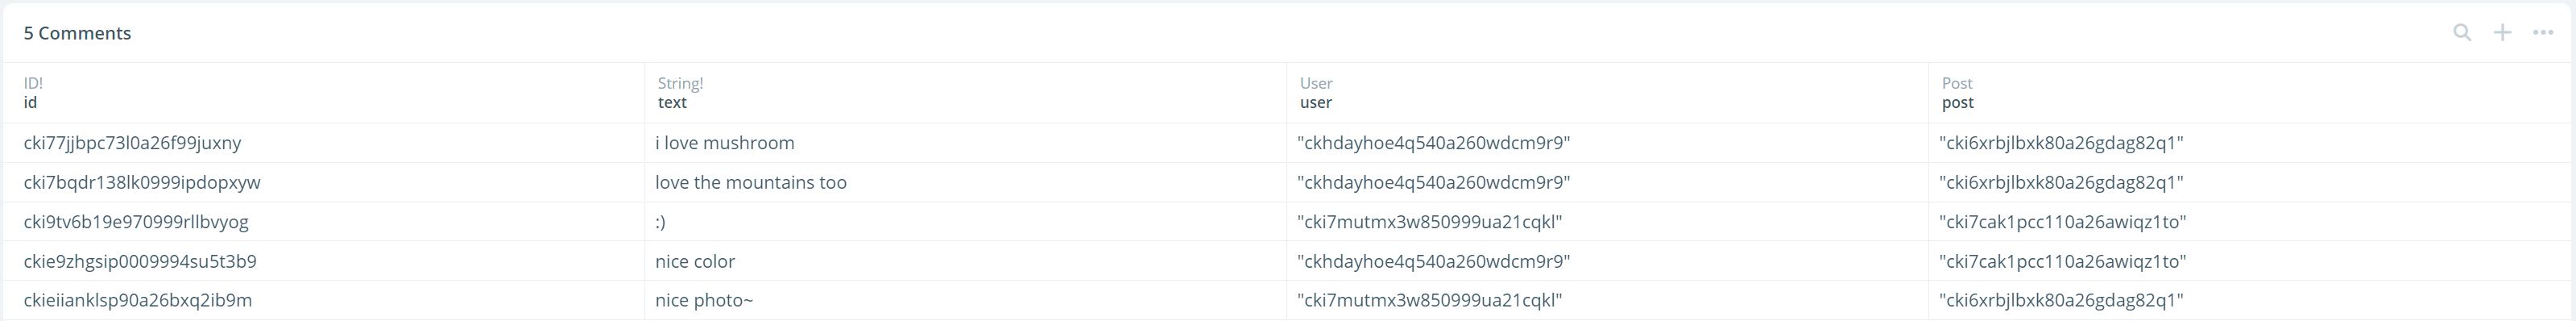 5 Comments
ID! String! User Post
id text user post
cki77jjbpc73l0a26f99juxny i love mushroom "ckhdayhoe4q540a260wdcm9r9" "cki6xrbjlbxk80a26gdag82q1"
cki7bqdr138lk0999ipdopxyw love the mountains too "ckhdayhoe4q540a260wdcm9r9" "cki6xrbjlbxk80a26gdag82q1"
cki9tv6b19e970999rllbvyog :) "cki7mutmx3w850999ua21cqkl" "cki7cak1pcc110a26awiqz1to"
ckie9zhgsip0009994su5t3b9 nice color "ckhdayhoe4q540a260wdcm9r9" "cki7cak1pcc110a26awiqz1to"
ckieiianklsp90a26bxq2ib9m nice photo~ "cki7mutmx3w850999ua21cqkl" "cki6xrbjlbxk80a26gdag82q1"